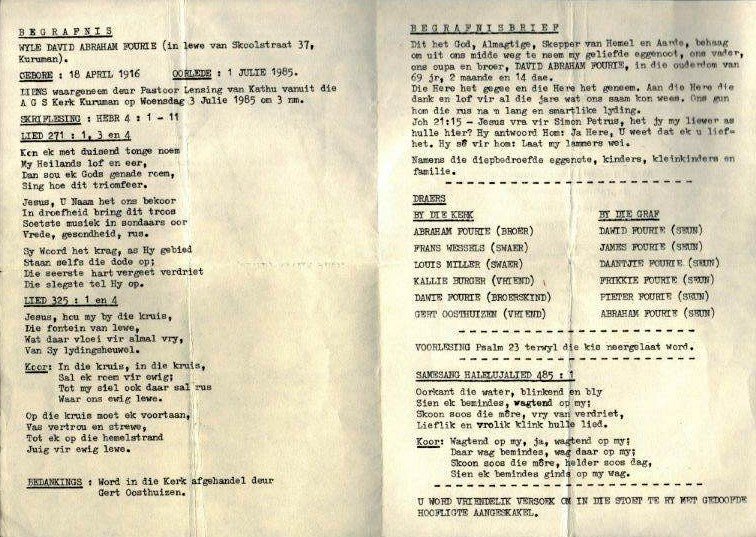 BEGRAFNIS
WYLE DAVID ABRAHAM FOURIE (in lewe van Skoolstraat 37,
Kuruman).
GEBORE : 18 APRIL 1916 OORLEDE : 1 JULIE 1985.
DIENS waargeneem deur Pastoor Lensing van Kathu vanuit die
A G S Kerk Kuruman op Woensdag 3 Julie 1985 om 3 nm.
SKRIFLESING : HEBR 4 : 1 - 11
LIED 271 : 1, 3 en 4
Kon ek met duisend tonge noem
My Heilands lof en eer,
Dan sou ek Gods genade roem,
Sing hoe dit triomfeer.
Jesus, U Naam het ons bekoor
In droefheid bring dit troos
Soetste musiek in sondaars oor
Vrede, gesondheid, rus.
Sy Woord het krag, as Hy gebied
Staan selfs die dode op;
Die seerste hart vergeet verdriet
Die slegste tel Hy op.
LIED 325 : 1 en 4
Jesus, hou my by die kruis,
Die fontein van lewe,
Wat daar vloei vir almal vry,
Van Sy lydingsheuwel.
Koor: In die kruis, in die kruis,
Sal ek roem vir ewig;
Tot my siel ook daar sal rus
Waar ons ewig lewe.
Op die kruis moet ek voortaan,
Vas vertrou en strewe,
Tot ek op die hemelstrand
Juig vir ewig lewe.
BEDANKINGS : Word in die Kerk afgehandel deur
Gert Oosthuizen.
BEGRAFNISBRIEF
Dit het God, Almagtige, Skepper van Hemel en Aarde, behaag
om uit ons midde weg te neem my geliefde eggenoot, ons vader,
ons oupa en broer, DAVID ABRAHAM FOURIE, in die ouderdom van
69 jr, 2 maande en 14 dae.
Die Here het gegee en die Here het geneem. Aan die Here die
dank en lof vir al die jare wat ons saam kon wees. Ons gun
hom die rus na n lang en smartlike lyding.
Joh 21:15 - Jesus vra vir Simon Petrus, het jy my liewer as
hulle hier? Hy antwoord Hom: Ja Here, U weet dat ek u lief-
het. Hy sê vir hom: Laat my lammers wei.
Namens die diepbedroefde eggenote, kinders, kleinkinders en
familie.
DRAERS
BY DIE KERK BY DIE GRAF
ABRAHAM FOURIE (BROER) DAWID FOURIE (SEUN)
FRANS WESSELS (SWAER) JAMES FOURIE (SEUN)
LOUIS MILLER (SWAER) DAANTJIE FOURIE (SEUN)
KALLIE BURGER (VRIEND) FRIKKIE FOURIE (SEUN)
DAWIE FOURIE (BROERSKIND) PIETER FOURIE (SEUN)
GERT OOSTHUIZEN (VRIEND) ABRAHAM FOURIE (SEUN)
VOORLESING Psalm 23 terwyl die kis neergelaat word.
SAMESANG HALELUJALIED 485 : 1
Oorkant die water, blinkend en bly
Sien ek bemindes, wagtend op my;
Skoon soos die môre, vry van verdriet,
Lieflik en vrolik klink hulle lied.
Koor: Wagtend op my, ja, wagtend op my;
Daar wag bemindes, wag daar op my;
Skoon soos die môre, helder soos dag,
Sien ek bemindes ginds op my wag.
U WORD VRIENDELIK VERSOEK OM IN DIE STOET TE RY MET GEDOOFDE
HOOFLIGTE AANGESKAKEL.